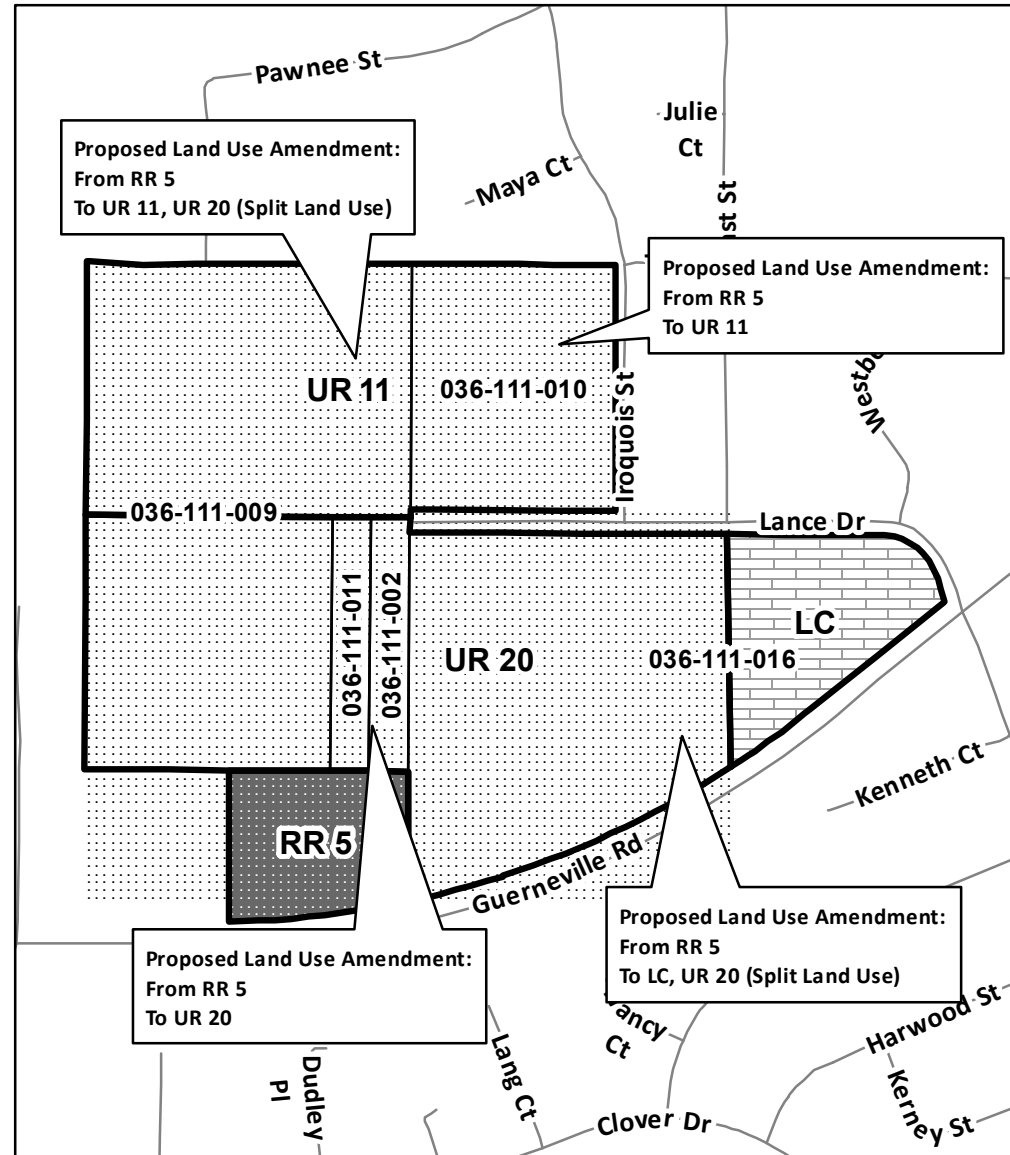 Pawnee St
Julie
Ct
Proposed Land Use Amendment:
From RR 5
To UR 11, UR 20 (Split Land Use)
Maya Ct
st St
Proposed Land Use Amendment:
From RR 5
To UR 11
UR 11
036-111-010
Iroquois St
036-111-009
Lance Dr
036-111-011
036-111-002
LC
UR 20
036-111-016
Kenneth Ct
RR 5
Guerneville Rd
Proposed Land Use Amendment:
From RR 5
To LC, UR 20 (Split Land Use)
Proposed Land Use Amendment:
From RR 5
To UR 20
Ct
Harwood St
Lang Ct
Dudley
Pl
Kerney St
Clover Dr